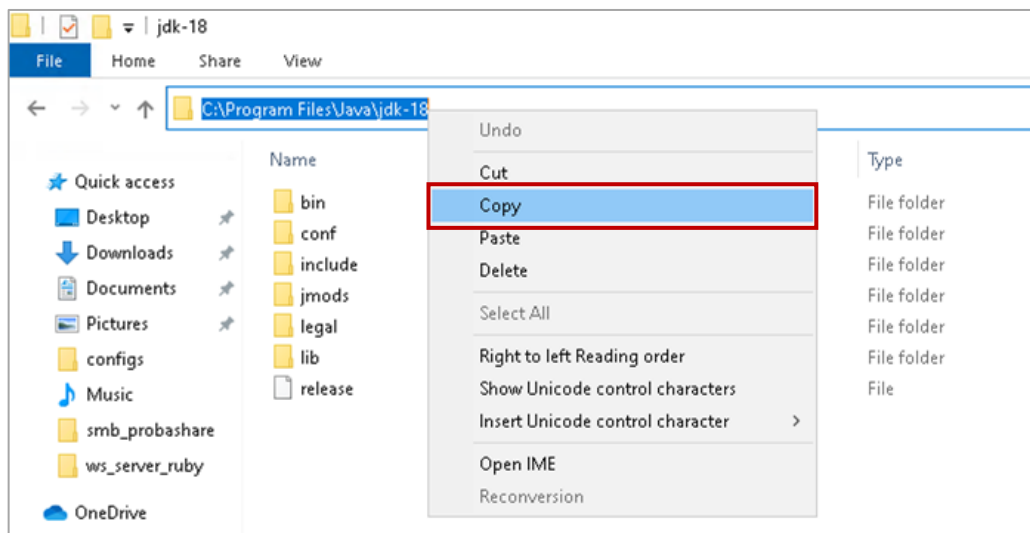 jdk-18
File Home Share View
C:\Program Files\Java\jdk-18
Name Type
Quick access
Desktop
Downloads
Documents
Pictures
configs
Music
smb_probashare
ws_server_ruby
OneDrive
bin File folder
conf File folder
include File folder
jmods File folder
legal File folder
lib File folder
release File
Undo
Cut
Copy
Paste
Delete
Select All
Right to left Reading order
Show Unicode control characters
Insert Unicode control character
Open IME
Reconversion